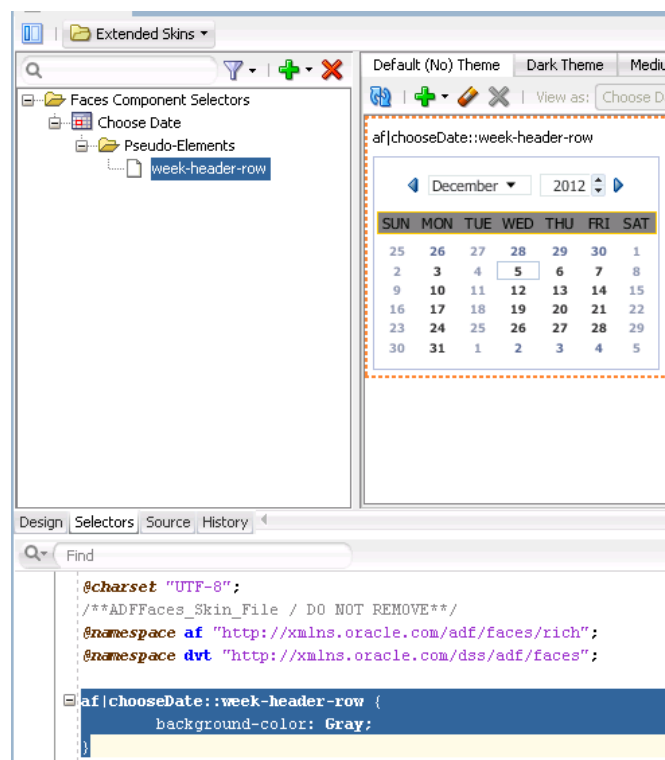 Extended Skins
Default (No) Theme Dark Theme Mediu
View as: Choose D
Faces Component Selectors
Choose Date
Pseudo-Elements
week-header-row
af|chooseDate::week-header-row
December 2012
SUN MON TUE WED THU FRI SAT
25 26 27 28 29 30 1
2 3 4 5 6 7 8
9 10 11 12 13 14 15
16 17 18 19 20 21 22
23 24 25 26 27 28 29
30 31 1 2 3 4 5
Design Selectors Source History
Find
@charset "UTF-8";
/**ADFFaces_Skin_File / DO NOT REMOVE**/
@namespace af "http://xmlns.oracle.com/adf/faces/rich";
@namespace dvt "http://xmlns.oracle.com/dss/adf/faces";
af|chooseDate::week-header-row {
background-color: Gray;
}